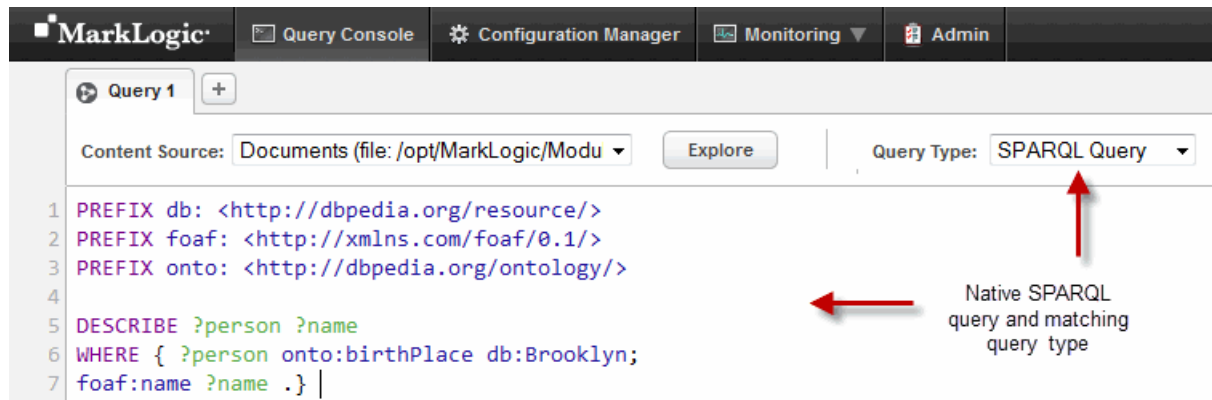 MarkLogic Query Console Configuration Manager Monitoring Admin
Query 1 +
Content Source: Documents (file: /opt/MarkLogic/Modu Explore Query Type: SPARQL Query
1 PREFIX db: <http://dbpedia.org/resource/>
2 PREFIX foaf: <http://xmlns.com/foaf/0.1/>
3 PREFIX onto: <http://dbpedia.org/ontology/>
4
5 DESCRIBE ?person ?name
6 WHERE { ?person onto:birthPlace db:Brooklyn;
7 foaf:name ?name .}
Native SPARQL
query and matching
query type